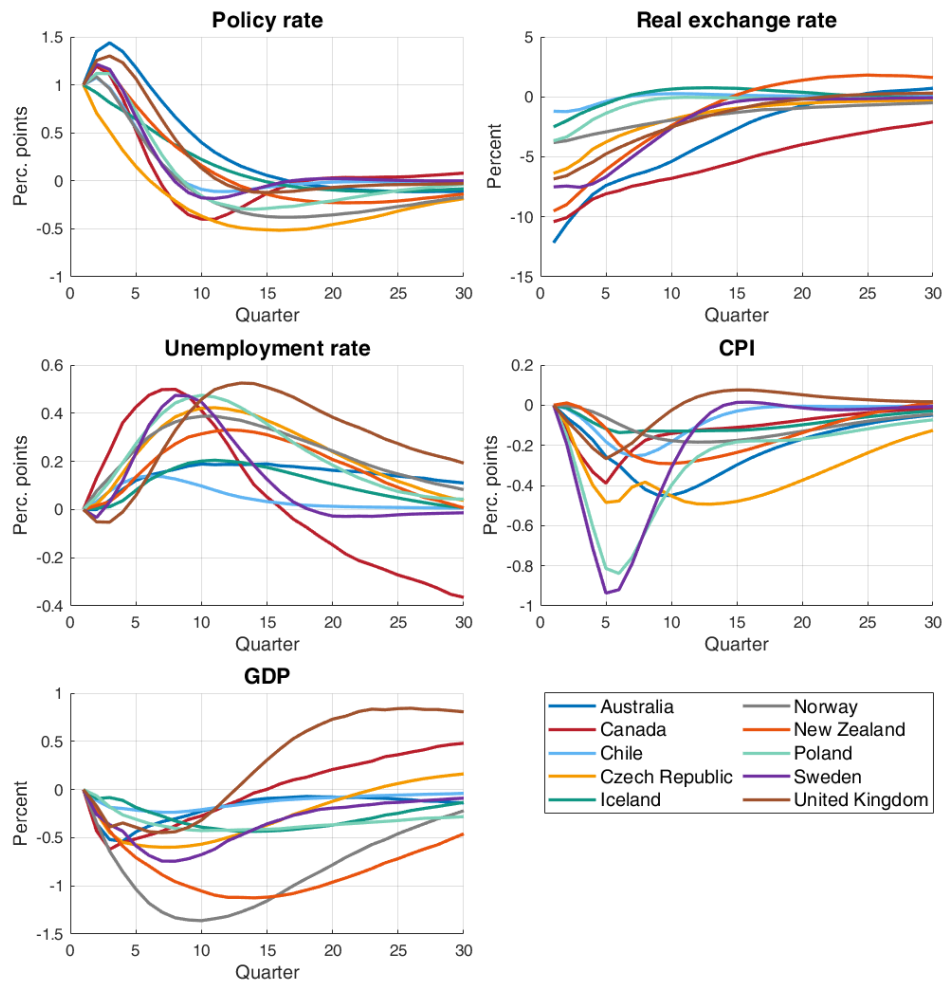 Policy rate
Perc. points
1.5
1
0.5
0
-0.5
-1
0 5 10 15 20 25 30
Quarter
Real exchange rate
Percent
5
0
-5
-10
-15
0 5 10 15 20 25 30
Quarter
Unemployment rate
Perc. points
0.6
0.4
0.2
0
-0.2
-0.4
0 5 10 15 20 25 30
Quarter
CPI
Perc. points
0.2
0
-0.2
-0.4
-0.6
-0.8
-1
0 5 10 15 20 25 30
Quarter
GDP
Percent
1
0.5
0
-0.5
-1
-1.5
0 5 10 15 20 25 30
Quarter
Australia
Canada
Chile
Czech Republic
Iceland
Norway
New Zealand
Poland
Sweden
United Kingdom